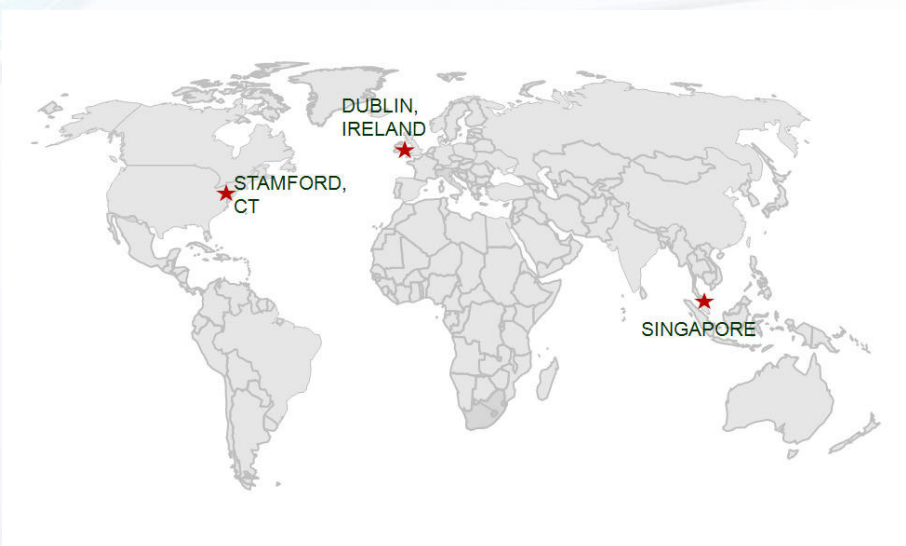 DUBLIN,
IRELAND
STAMFORD,
CT
SINGAPORE